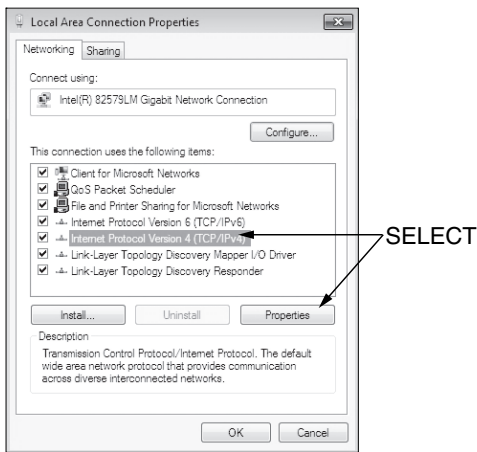 Local Area Connection Properties
Networking
Sharing
Connect using:
Intel(R) 82579LM Gigabit Network Connection
Configure...
This connection uses the following items:
Client for Microsoft Networks
QoS Packet Scheduler
File and Printer Sharing for Microsoft Networks
Internet Protocol Version 6 (TCP/IPv6)
Internet Protocol Version 4 (TCP/IPv4)
Link-Layer Topology Discovery Mapper I/O Driver
Link-Layer Topology Discovery Responder
SELECT
Install...
Uninstall
Properties
Description
Transmission Control Protocol/Internet Protocol. The default
wide area network protocol that provides communication
across diverse interconnected networks.
OK
Cancel